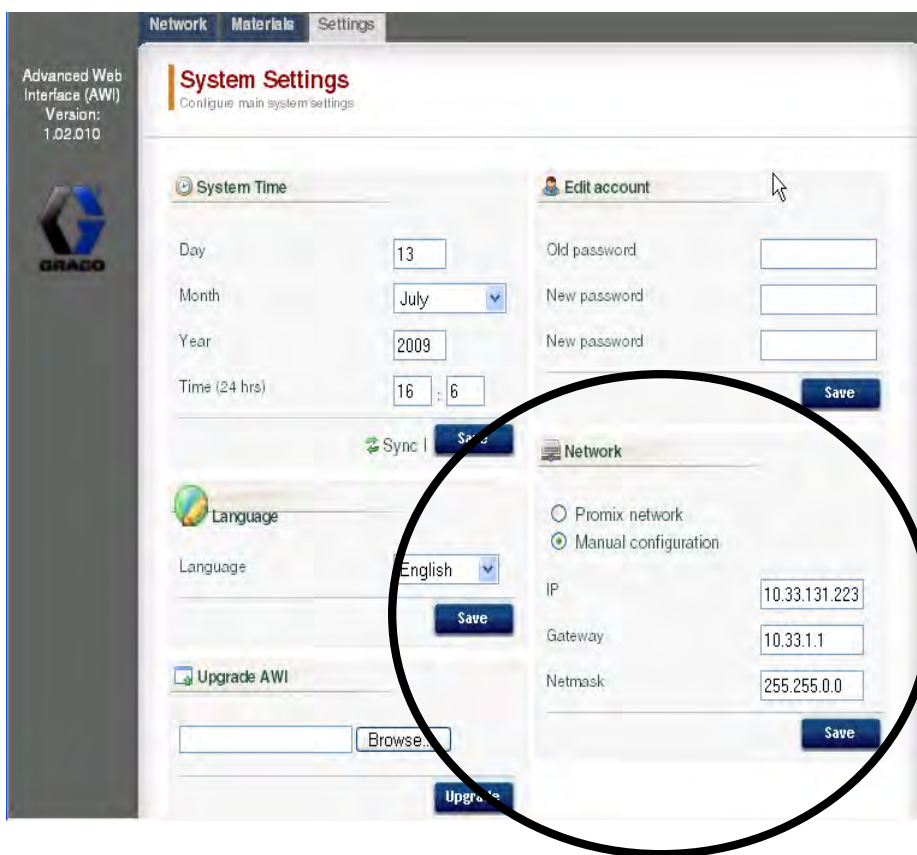 Network Materials Settings
Advanced Web
Interface (AWI)
Version:
1.02.010
GRACO
System Settings
Configure main system settings
System Time
Day 13
Month July
Year 2009
Time (24 hrs) 16 : 6
Sync | Save
Language
Language English
Save
Upgrade AWI
Browse...
Upgrade
Edit account
Old password
New password
New password
Save
Network
Promix network
Manual configuration
IP 10.33.131.223
Gateway 10.33.1.1
Netmask 255.255.0.0
Save